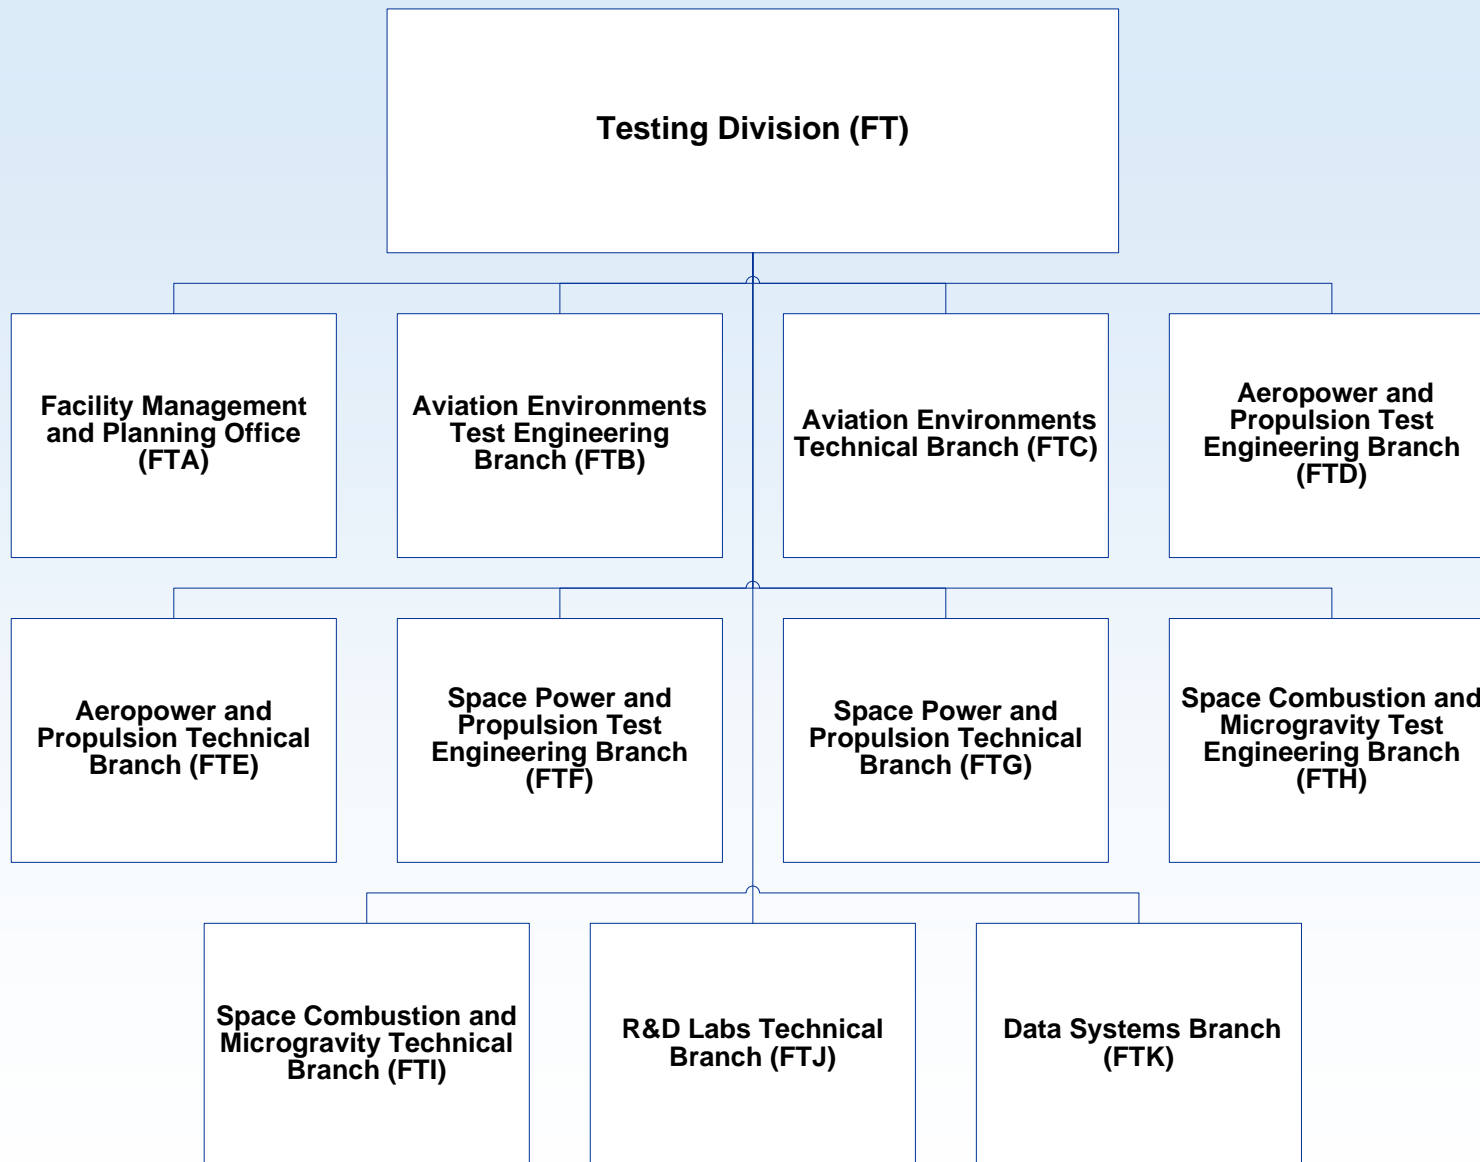 Testing Division (FT)
Facility Management
and Planning Office
(FTA)
Aviation Environments
Test Engineering
Branch (FTB)
Aviation Environments
Technical Branch (FTC)
Aeropower and
Propulsion Test
Engineering Branch
(FTD)
Aeropower and
Propulsion Technical
Branch (FTE)
Space Power and
Propulsion Test
Engineering Branch
(FTF)
Space Power and
Propulsion Technical
Branch (FTG)
Space Combustion and
Microgravity Test
Engineering Branch
(FTH)
Space Combustion and
Microgravity Technical
Branch (FTI)
R&D Labs Technical
Branch (FTJ)
Data Systems Branch
(FTK)